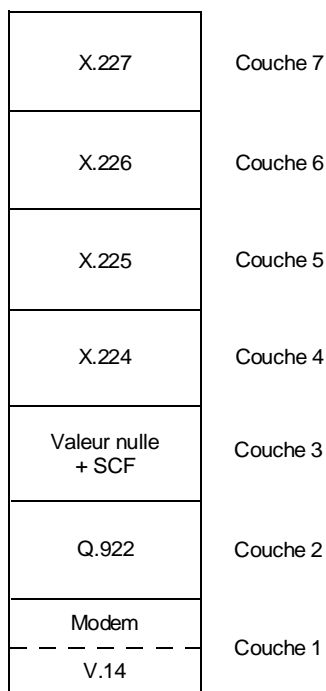 X.227 Couche 7
X.226 Couche 6
X.225 Couche 5
X.224 Couche 4
Valeur nulle
+ SCF Couche 3
Q.922 Couche 2
Modem
V.14 Couche 1